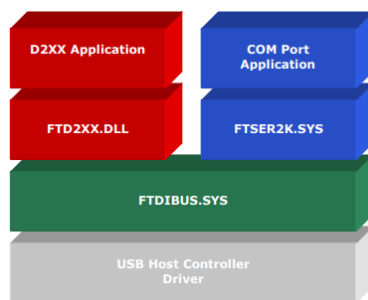 D2XX Application
COM Port
Application
FTD2XX.DLL
FTSER2K.SYS
FTDIBUS.SYS
USB Host Controller
Driver